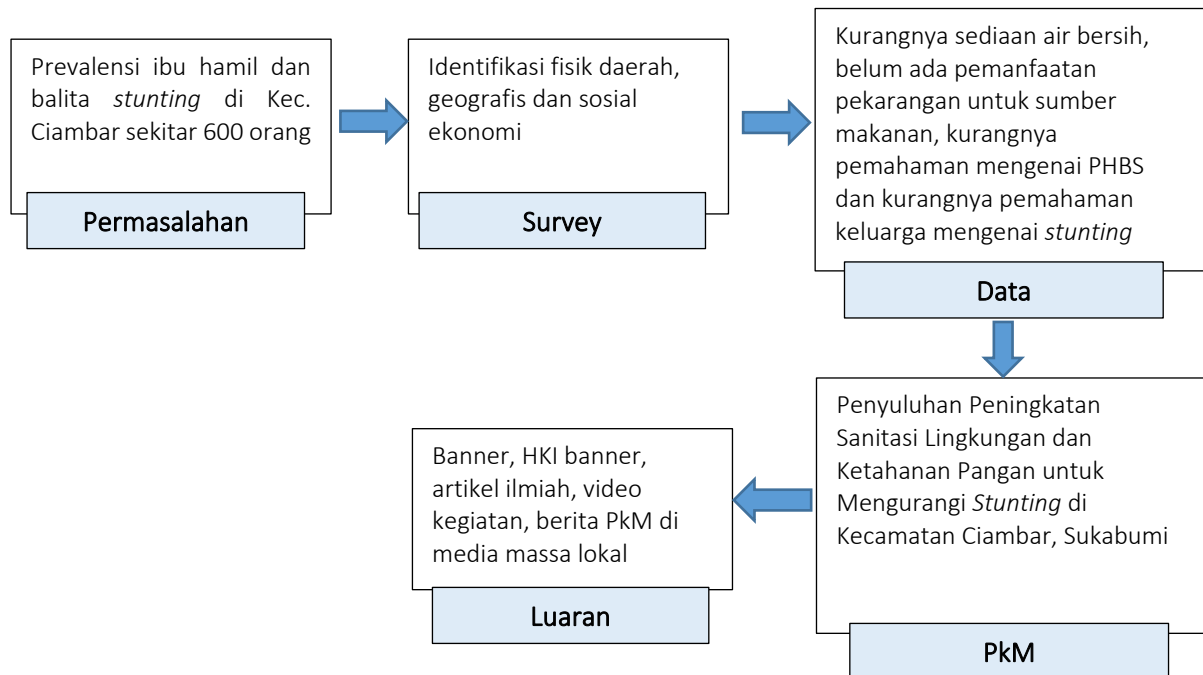 Prevalensi ibu hamil dan
balita stunting di Kec.
Ciambar sekitar 600 orang
Permasalahan
Identifikasi fisik daerah,
geografis dan sosial
ekonomi
Survey
Kurangnya sediaan air bersih,
belum ada pemanfaatan
pekarangan untuk sumber
makanan, kurangnya
pemahaman mengenai PHBS
dan kurangnya pemahaman
keluarga mengenai stunting
Data
Penyuluhan Peningkatan
Sanitasi Lingkungan dan
Ketahanan Pangan untuk
Mengurangi Stunting di
Kecamatan Ciambar, Sukabumi
PkM
Banner, HKI banner,
artikel ilmiah, video
kegiatan, berita PkM di
media massa lokal
Luaran